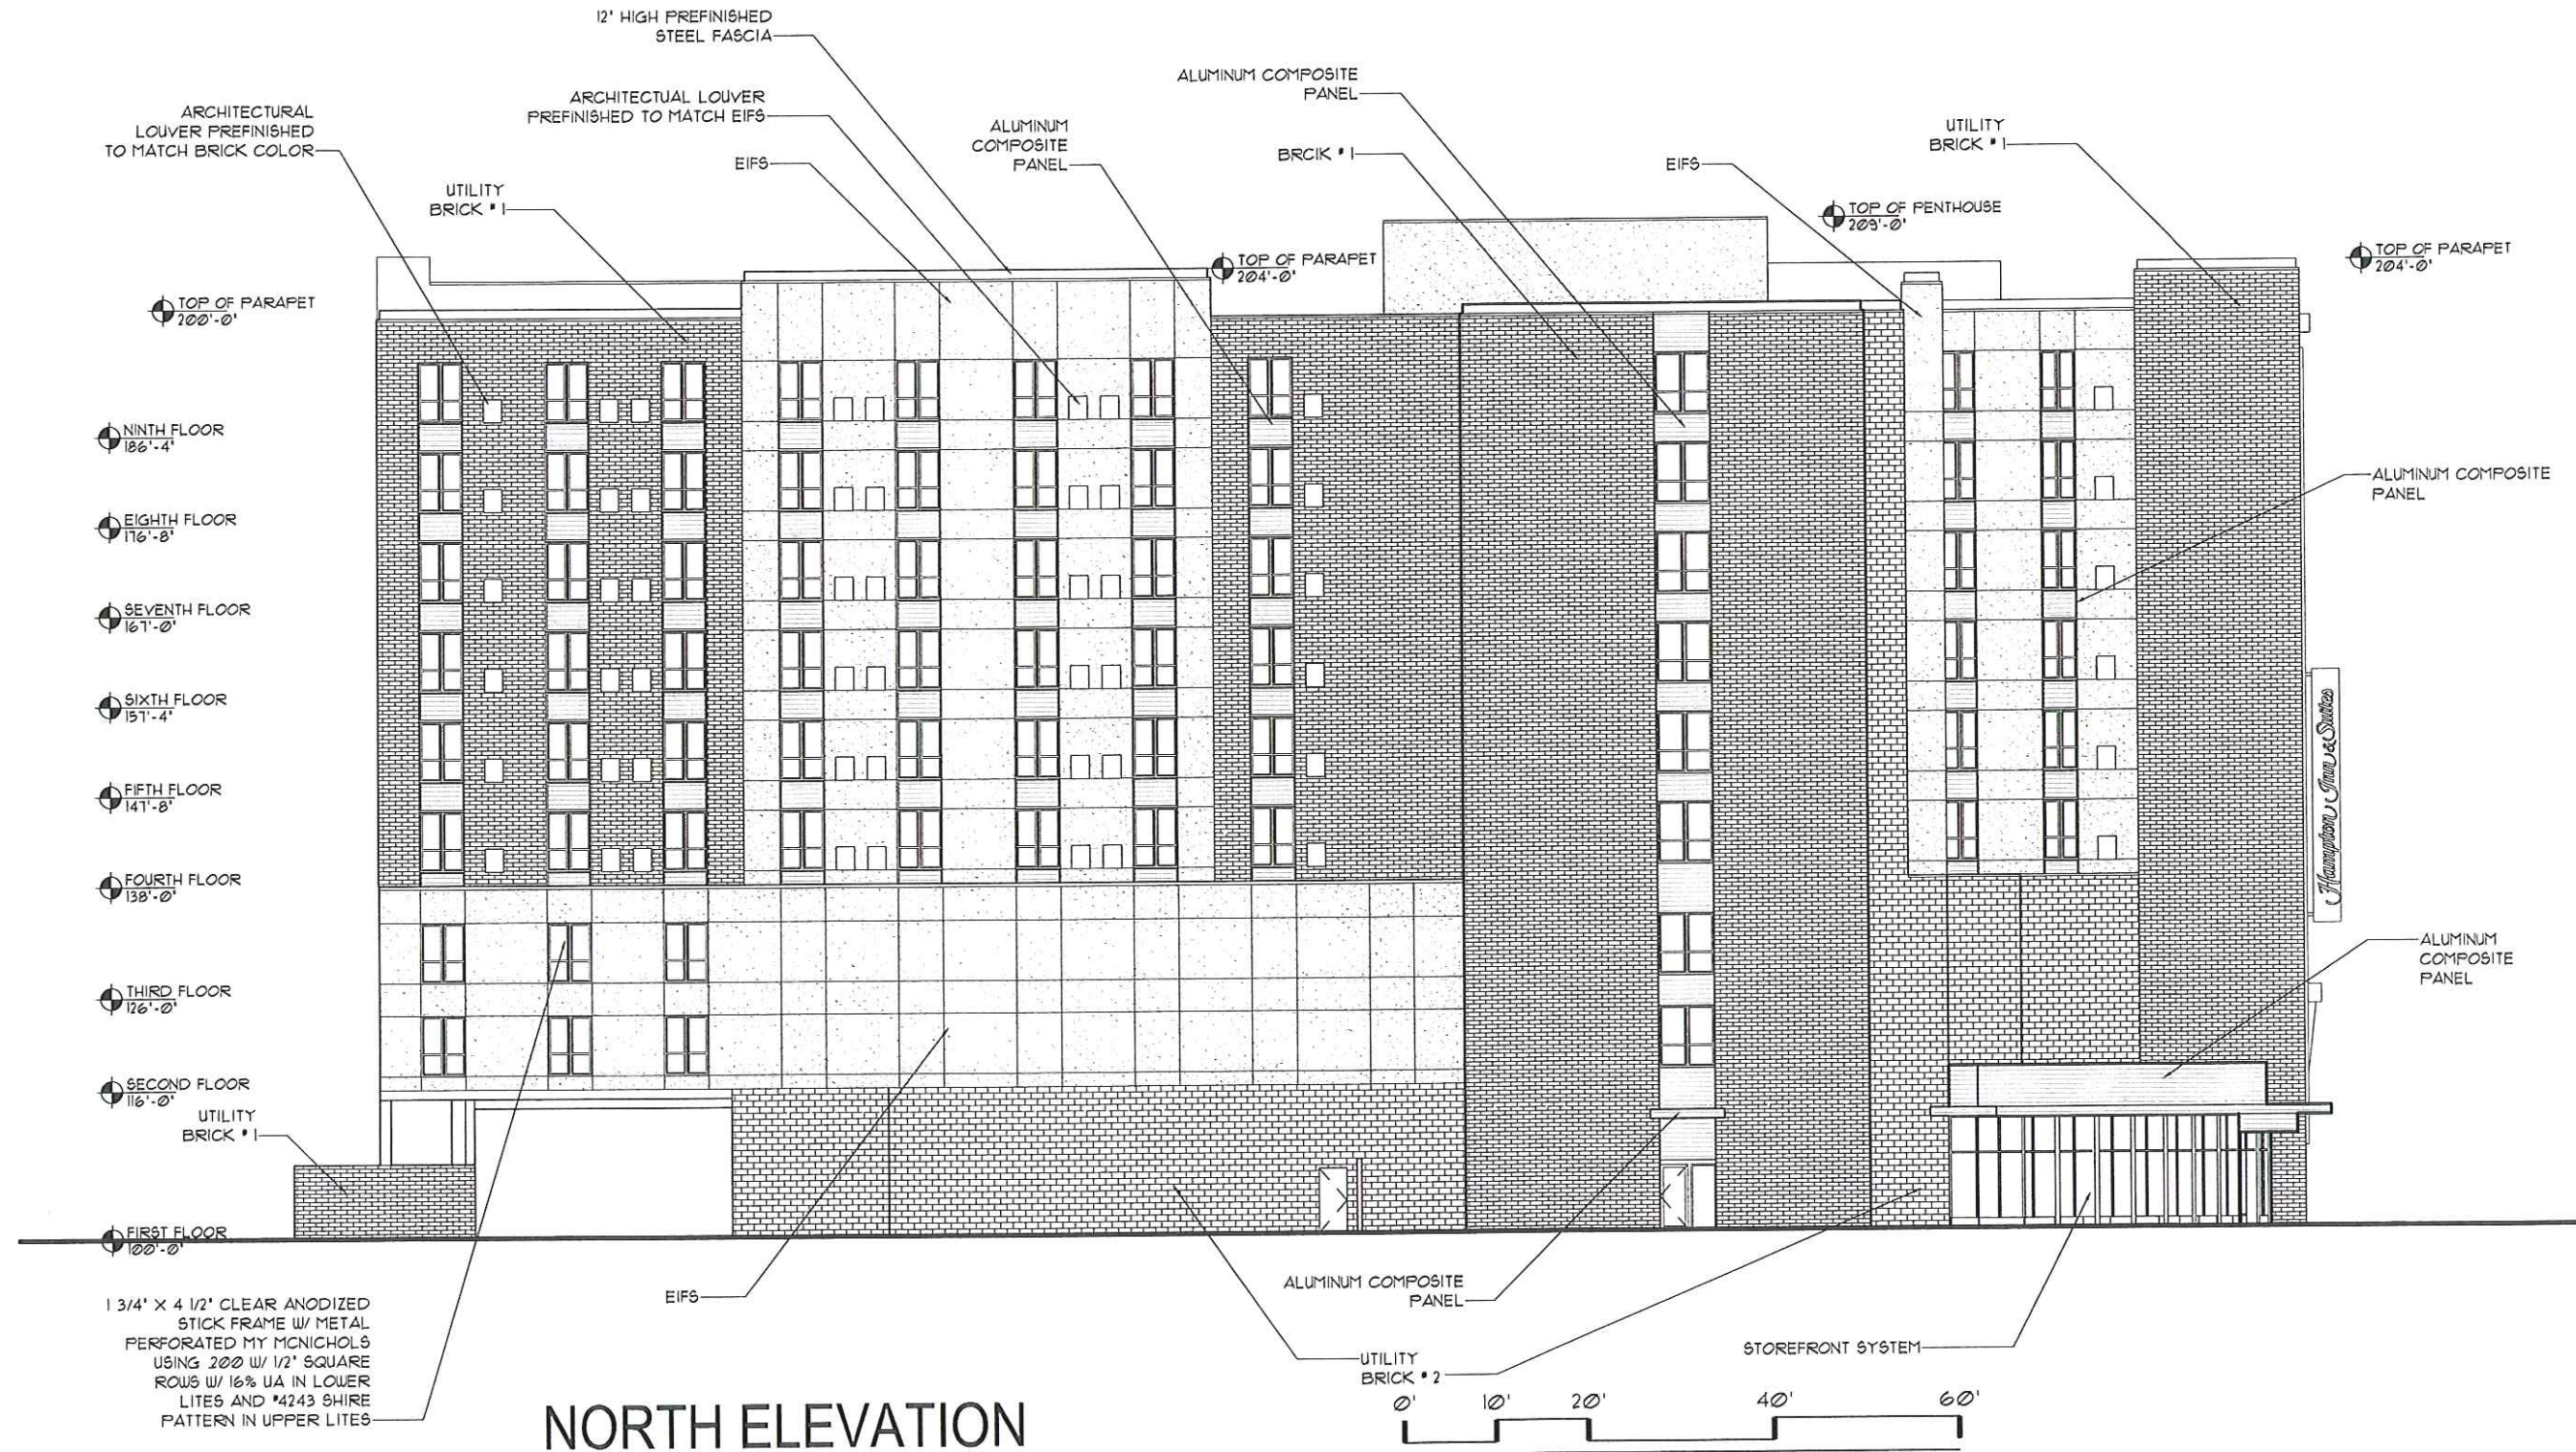 12" HIGH PREFINISHED
STEEL FASCIA
ARCHITECTURAL
LOUVER PREFINISHED
TO MATCH BRICK COLOR
ARCHITECTUAL LOUVER
PREFINISHED TO MATCH EIFS
UTILITY
BRICK #1
EIFS
ALUMINUM
COMPOSITE
PANEL
ALUMINUM COMPOSITE
PANEL
BRCIK #1
EIFS
UTILITY
BRICK #1
TOP OF PENTHOUSE
209'-0"
TOP OF PARAPET
204'-0"
TOP OF PARAPET
204'-0"
TOP OF PARAPET
200'-0"
NINTH FLOOR
186'-4"
EIGHTH FLOOR
176'-8"
SEVENTH FLOOR
167'-0"
SIXTH FLOOR
157'-4"
FIFTH FLOOR
147'-8"
FOURTH FLOOR
138'-0"
THIRD FLOOR
126'-0"
SECOND FLOOR
116'-0"
UTILITY
BRICK #1
FIRST FLOOR
100'-0"
ALUMINUM COMPOSITE
PANEL
Hampton Inn & Suites
ALUMINUM
COMPOSITE
PANEL
1 3/4" X 4 1/2" CLEAR ANODIZED
STICK FRAME W/ METAL
PERFORATED MY MCNICHOLS
USING .200 W/ 1/2" SQUARE
ROWS W/ 16% UA IN LOWER
LITES AND #4243 SHIRE
PATTERN IN UPPER LITES
EIFS
ALUMINUM COMPOSITE
PANEL
UTILITY
BRICK #2
STOREFRONT SYSTEM
NORTH ELEVATION
0' 10' 20' 40' 60'